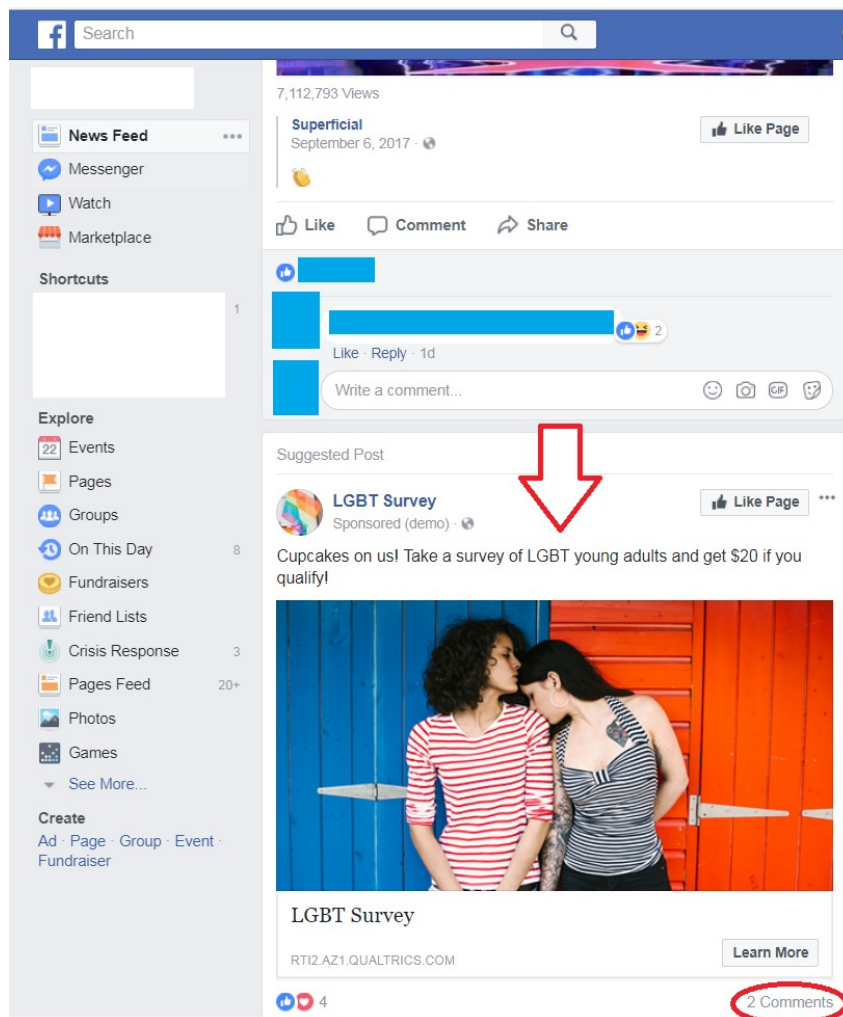 Search
7,112,793 Views
Superficial
September 6, 2017 ·
Like Page
Like Comment Share
1
2
Like · Reply · 1d
Write a comment...
GIF
News Feed
Messenger
Watch
Marketplace
Shortcuts
Explore
22 Events
Pages
Groups
On This Day 8
Fundraisers
Friend Lists
Crisis Response 3
Pages Feed 20+
Photos
Games
See More...
Create
Ad · Page · Group · Event ·
Fundraiser
Suggested Post
LGBT Survey
Sponsored (demo) ·
Like Page
Cupcakes on us! Take a survey of LGBT young adults and get $20 if you
qualify!
LGBT Survey
RTI2.AZ1.QUALTRICS.COM
Learn More
4
2 Comments